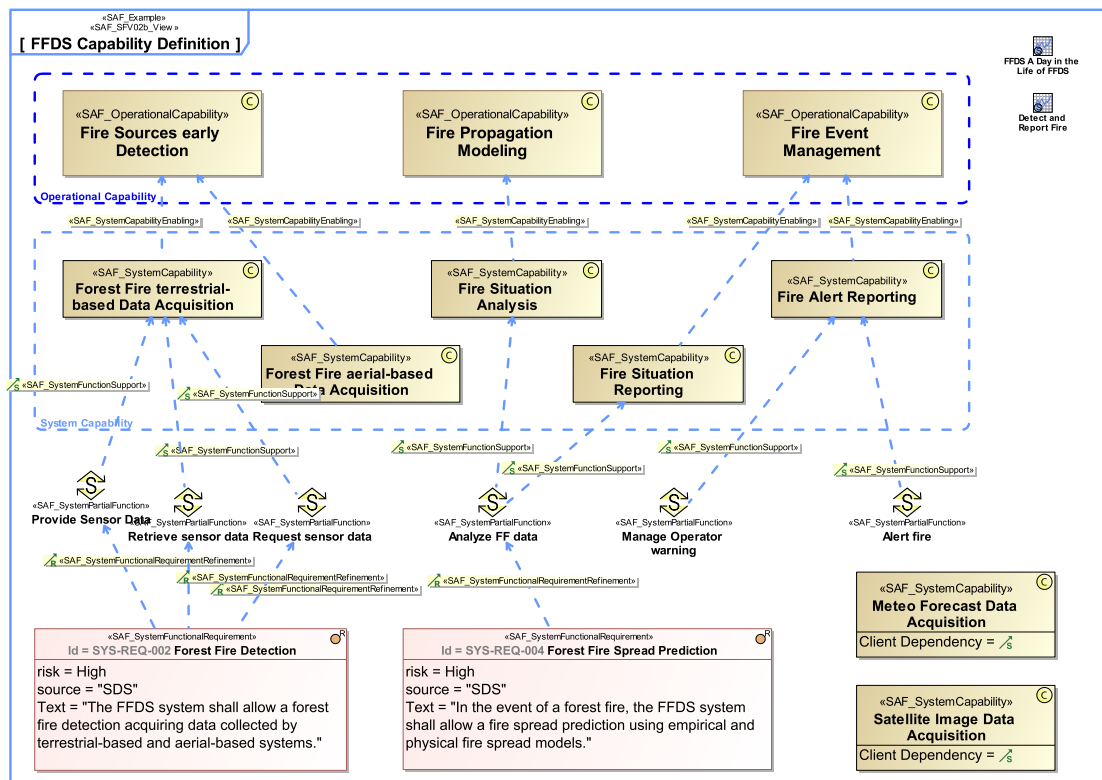 «SAF_Example»
«SAF_SFV02b_View »
[ FFDS Capability Definition ]
FFDS A Day in the
Life of FFDS
Detect and
Report Fire
«SAF_OperationalCapability»
Fire Sources early
Detection
C
«SAF_OperationalCapability»
Fire Propagation
Modeling
C
«SAF_OperationalCapability»
Fire Event
Management
C
Operational Capability
«SAF_SystemCapabilityEnabling»
«SAF_SystemCapabilityEnabling»
«SAF_SystemCapabilityEnabling»
«SAF_SystemCapabilityEnabling»
«SAF_SystemCapabilityEnabling»
«SAF_SystemCapability»
Forest Fire terrestrial-
based Data Acquisition
C
«SAF_SystemCapability»
Fire Situation
Analysis
C
«SAF_SystemCapability»
Fire Alert Reporting
C
«SAF_SystemCapability»
Forest Fire aerial-based
Data Acquisition
C
«SAF_SystemCapability»
Fire Situation
Reporting
C
System Capability
S «SAF_SystemFunctionSupport»
S «SAF_SystemFunctionSupport»
S «SAF_SystemFunctionSupport»
S «SAF_SystemFunctionSupport»
S «SAF_SystemFunctionSupport»
S «SAF_SystemFunctionSupport»
S «SAF_SystemFunctionSupport»
S
«SAF_SystemPartialFunction»
Provide Sensor Data
S
«SAF_SystemPartialFunction»
Retrieve sensor data
S
«SAF_SystemPartialFunction»
Request sensor data
S
«SAF_SystemPartialFunction»
Analyze FF data
S
«SAF_SystemPartialFunction»
Manage Operator
warning
S
«SAF_SystemPartialFunction»
Alert fire
R «SAF_SystemFunctionalRequirementRefinement»
R «SAF_SystemFunctionalRequirementRefinement»
R «SAF_SystemFunctionalRequirementRefinement»
R «SAF_SystemFunctionalRequirementRefinement»
«SAF_SystemFunctionalRequirement»
R
Id = SYS-REQ-002 Forest Fire Detection
risk = High
source = "SDS"
Text = "The FFDS system shall allow a forest
fire detection acquiring data collected by
terrestrial-based and aerial-based systems."
«SAF_SystemFunctionalRequirement»
R
Id = SYS-REQ-004 Forest Fire Spread Prediction
risk = High
source = "SDS"
Text = "In the event of a forest fire, the FFDS system
shall allow a fire spread prediction using empirical and
physical fire spread models."
«SAF_SystemCapability»
Meteo Forecast Data
Acquisition
C
Client Dependency = S
«SAF_SystemCapability»
Satellite Image Data
Acquisition
C
Client Dependency = S